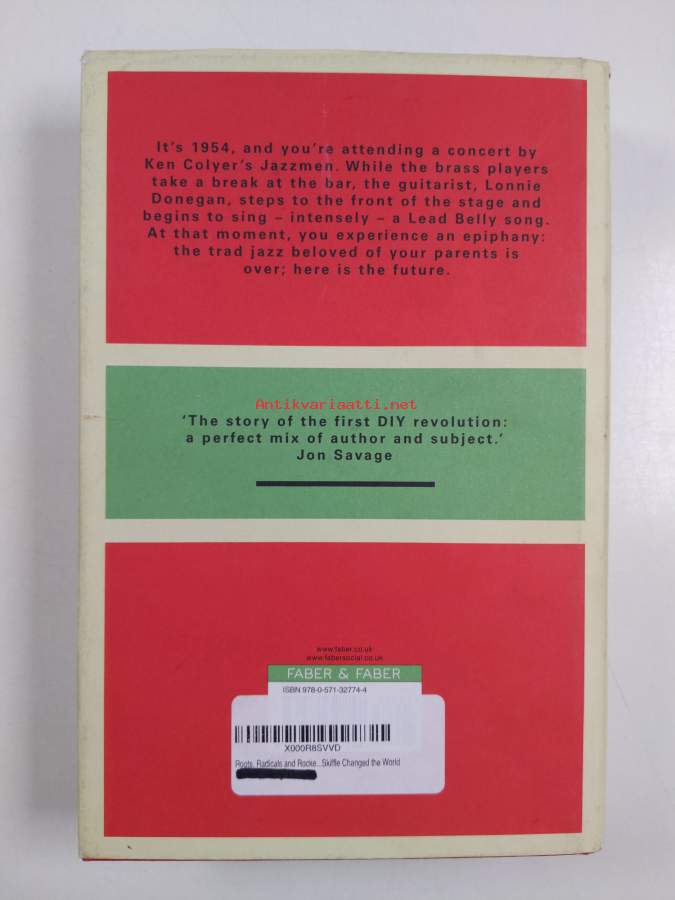 It's 1954, and you're attending a concert by
Ken Colyer's Jazzmen. While the brass players
take a break at the bar, the guitarist, Lonnie
Donegan, steps to the front of the stage and
begins to sing – intensely – a Lead Belly song.
At that moment, you experience an epiphany:
the trad jazz beloved of your parents is
over; here is the future.
Antikvariaatti.net
‘The story of the first DIY revolution:
a perfect mix of author and subject.’
Jon Savage
www.faber.co.uk
www.fabersocial.co.uk
FABER & FABER
ISBN 978-0-571-32774-4
X000R8SVVD
Roots, Radicals and Rocke...Skiffle Changed the World